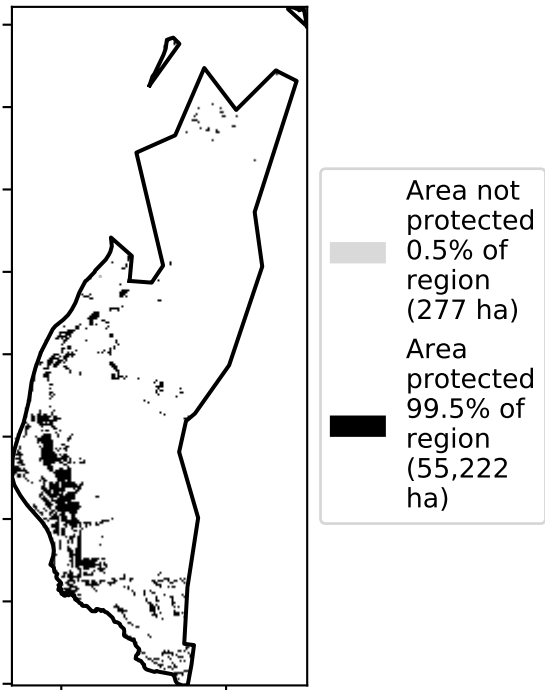 Area not
protected
0.5% of
region
(277 ha)
Area
protected
99.5% of
region
(55,222
ha)